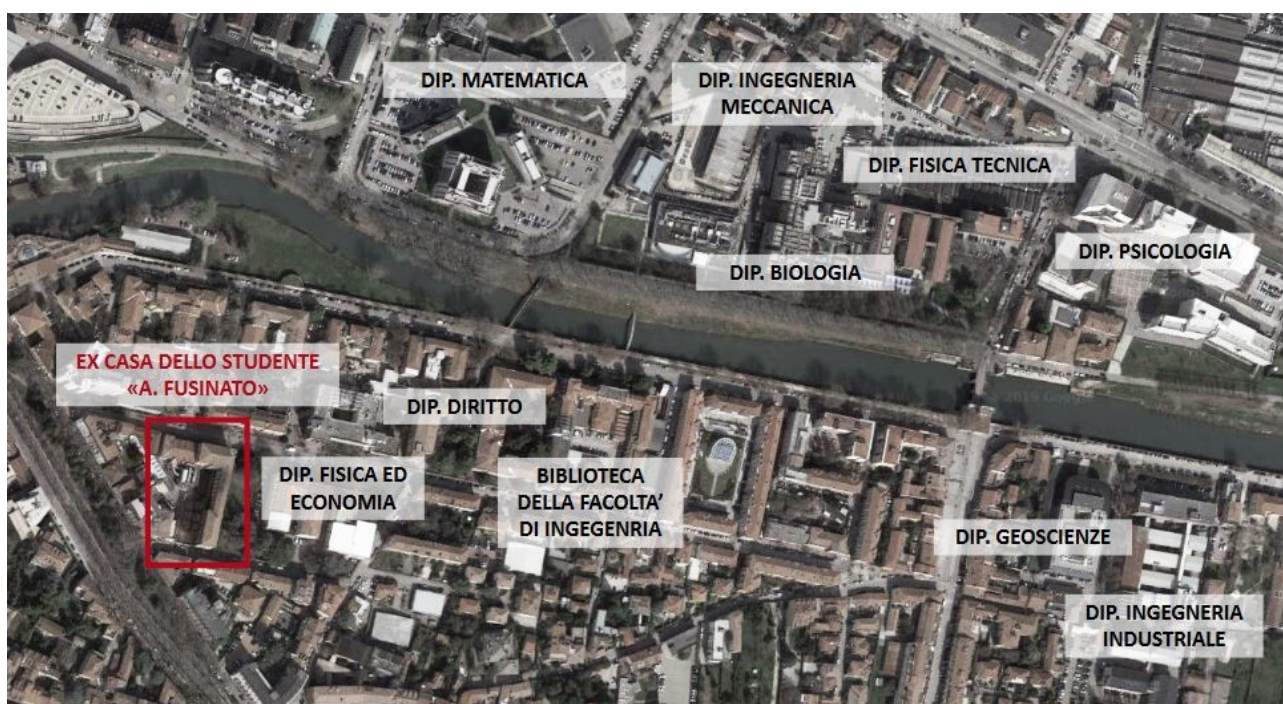 DIP. MATEMATICA
DIP. INGEGNERIA
MECCANICA
DIP. FISICA TECNICA
DIP. PSICOLOGIA
DIP. BIOLOGIA
EX CASA DELLO STUDENTE
«A. FUSINATO»
DIP. DIRITTO
DIP. FISICA ED
ECONOMIA
BIBLIOTECA
DELLA FACOLTA’
DI INGEGENRIA
DIP. GEOSCIENZE
DIP. INGEGNERIA
INDUSTRIALE